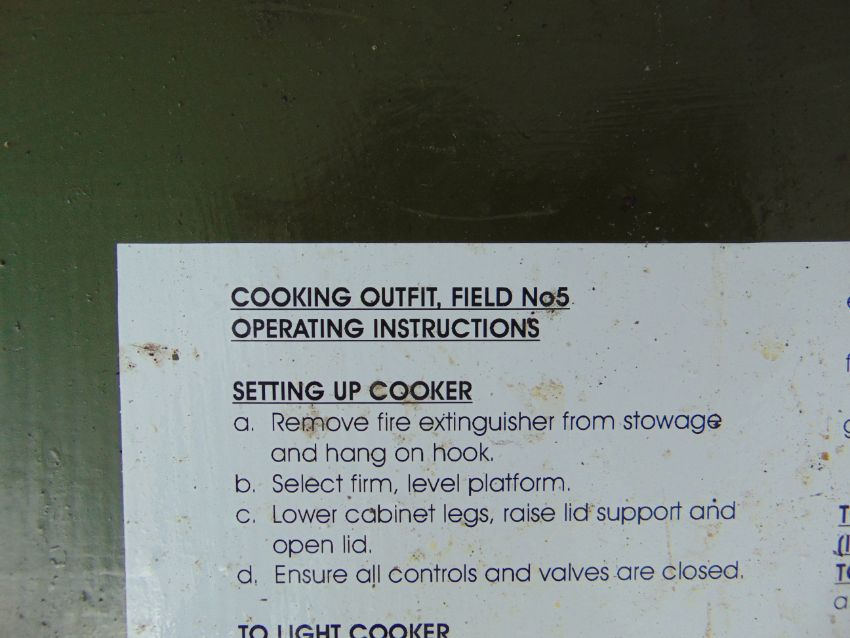 COOKING OUTFIT, FIELD No5
OPERATING INSTRUCTIONS
SETTING UP COOKER
a. Remove fire extinguisher from stowage
and hang on hook.
b. Select firm, level platform.
c. Lower cabinet legs, raise lid support and
open lid.
d. Ensure all controls and valves are closed.
TO LIGHT COOKER